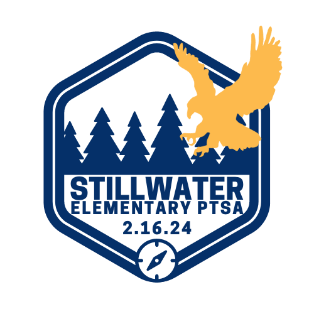 STILLWATER
ELEMENTARY PTSA
2.16.24